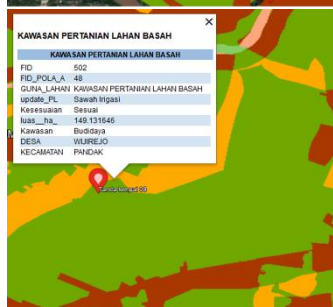 KAWASAN PERTANIAN LAHAN BASAH
KAWASAN PERTANIAN LAHAN BASAH
FID 502
FID_POLA_A 48
GUNA_LAHAN KAWASAN PERTANIAN LAHAN BASAH
update_PL Sawah Irigasi
Kesesuaian Sesuai
luas__ha_ 149.131646
Kawasan Budidaya
DESA WIJIREJO
KECAMATAN PANDAK